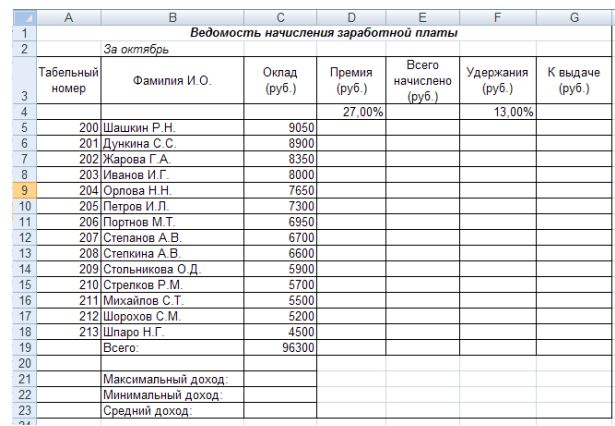 A B C D E F G
1 Ведомость начисления заработной платы
2 За октябрь
3 Табельный номер Фамилия И.О. Оклад (руб.) Премия (руб.) Всего начислено (руб.) Удержания (руб.) К выдаче (руб.)
4 27,00% 13,00%
5 200 Шашкин Р.Н. 9050
6 201 Дункина С.С. 8900
7 202 Жарова Г.А. 8350
8 203 Иванов И.Г. 8000
9 204 Орлова Н.Н. 7650
10 205 Петров И.Л. 7300
11 206 Портнов М.Т. 6950
12 207 Степанов А.В. 6700
13 208 Степкина А.В. 6600
14 209 Стольникова О.Д. 5900
15 210 Стрелков Р.М. 5700
16 211 Михайлов С.Т. 5500
17 212 Шорохов С.М. 5200
18 213 Шпаро Н.Г. 4500
19 Всего: 96300
20
21 Максимальный доход:
22 Минимальный доход:
23 Средний доход: